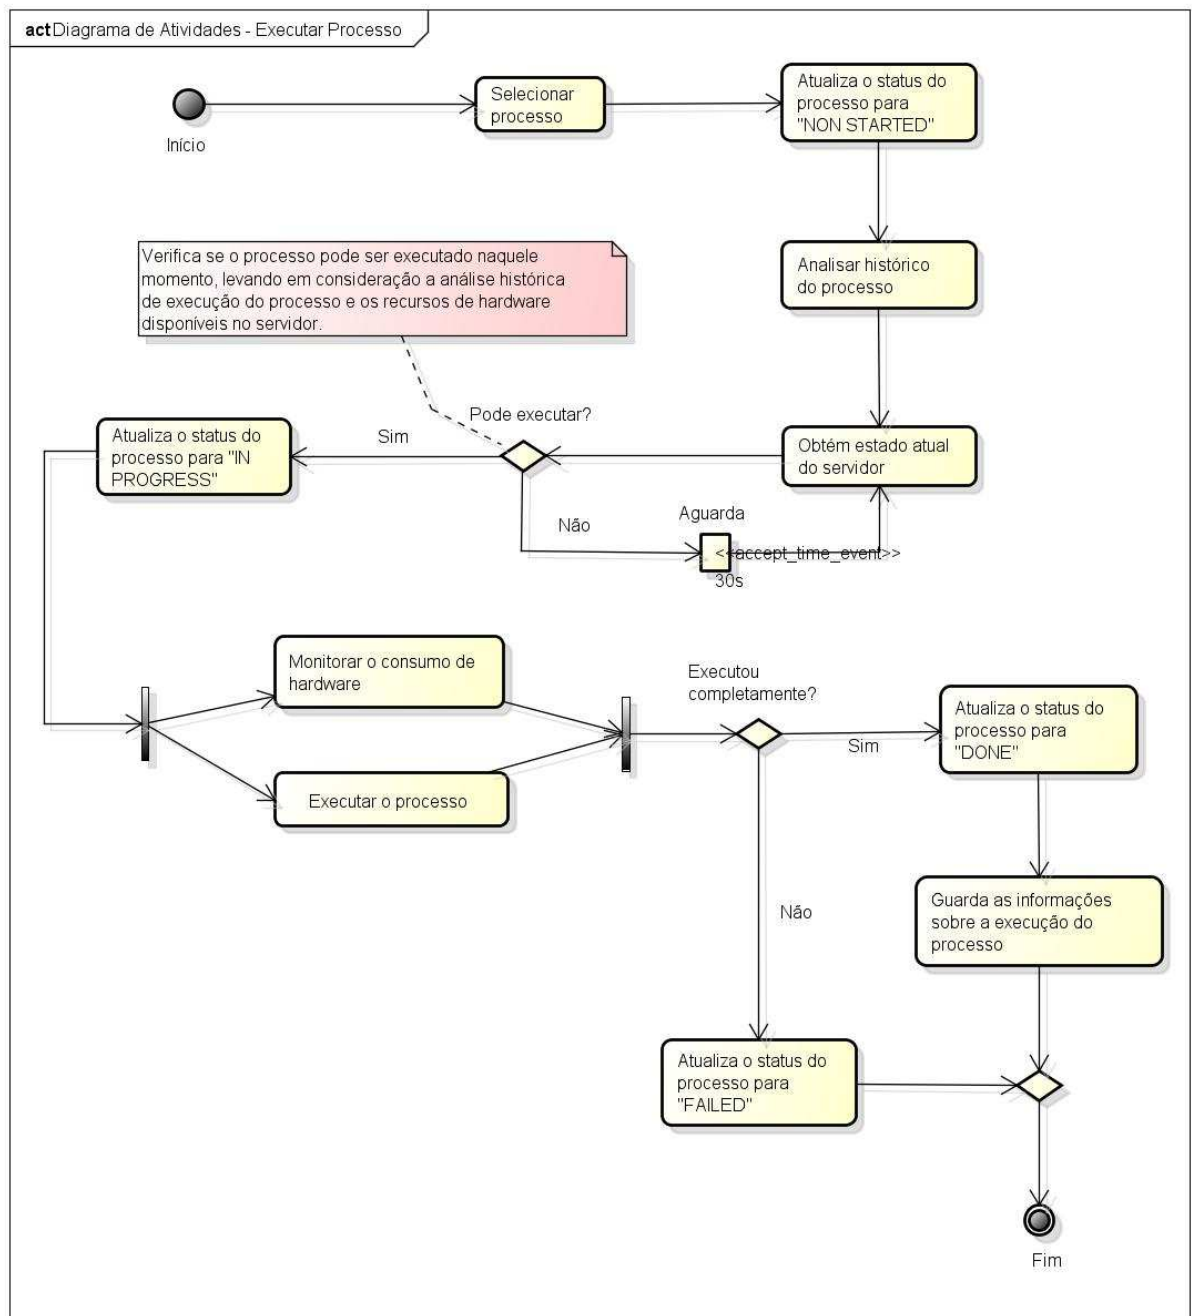 act Diagrama de Atividades - Executar Processo
Início
Selecionar
processo
Atualiza o status do
processo para
"NON STARTED"
Analisar histórico
do processo
Verifica se o processo pode ser executado naquele
momento, levando em consideração a análise histórica
de execução do processo e os recursos de hardware
disponíveis no servidor.
Pode executar?
Obtém estado atual
do servidor
Sim
Atualiza o status do
processo para "IN
PROGRESS"
Não
Aguarda
<<accept_time_event>>
30s
Monitorar o consumo de
hardware
Executar o processo
Executou
completamente?
Sim
Atualiza o status do
processo para
"DONE"
Guarda as informações
sobre a execução do
processo
Não
Atualiza o status do
processo para
"FAILED"
Fim